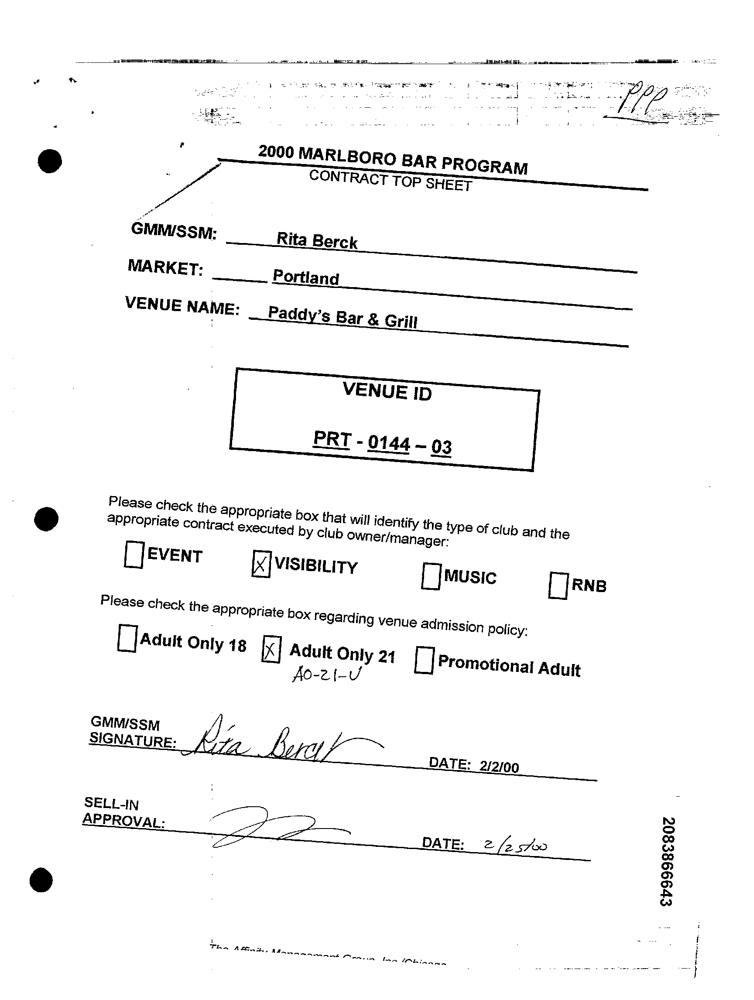 PPP
2000 MARLBORO BAR PROGRAM
CONTRACT TOP SHEET
GMM/SSM: Rita Berck
MARKET: Portland
VENUE NAME: Paddy's Bar & Grill
VENUE ID
PRT - 0144 – 03
Please check the appropriate box that will identify the type of club and the
appropriate contract executed by club owner/manager:
EVENT VISIBILITY MUSIC RNB
Please check the appropriate box regarding venue admission policy:
Adult Only 18 Adult Only 21 Promotional Adult
AO-21-U
GMM/SSM
SIGNATURE: Rita Berck DATE: 2/2/00
SELL-IN
APPROVAL: DATE: 2/25/00
2083866643
The Affinity Management Group, Inc./Chicago